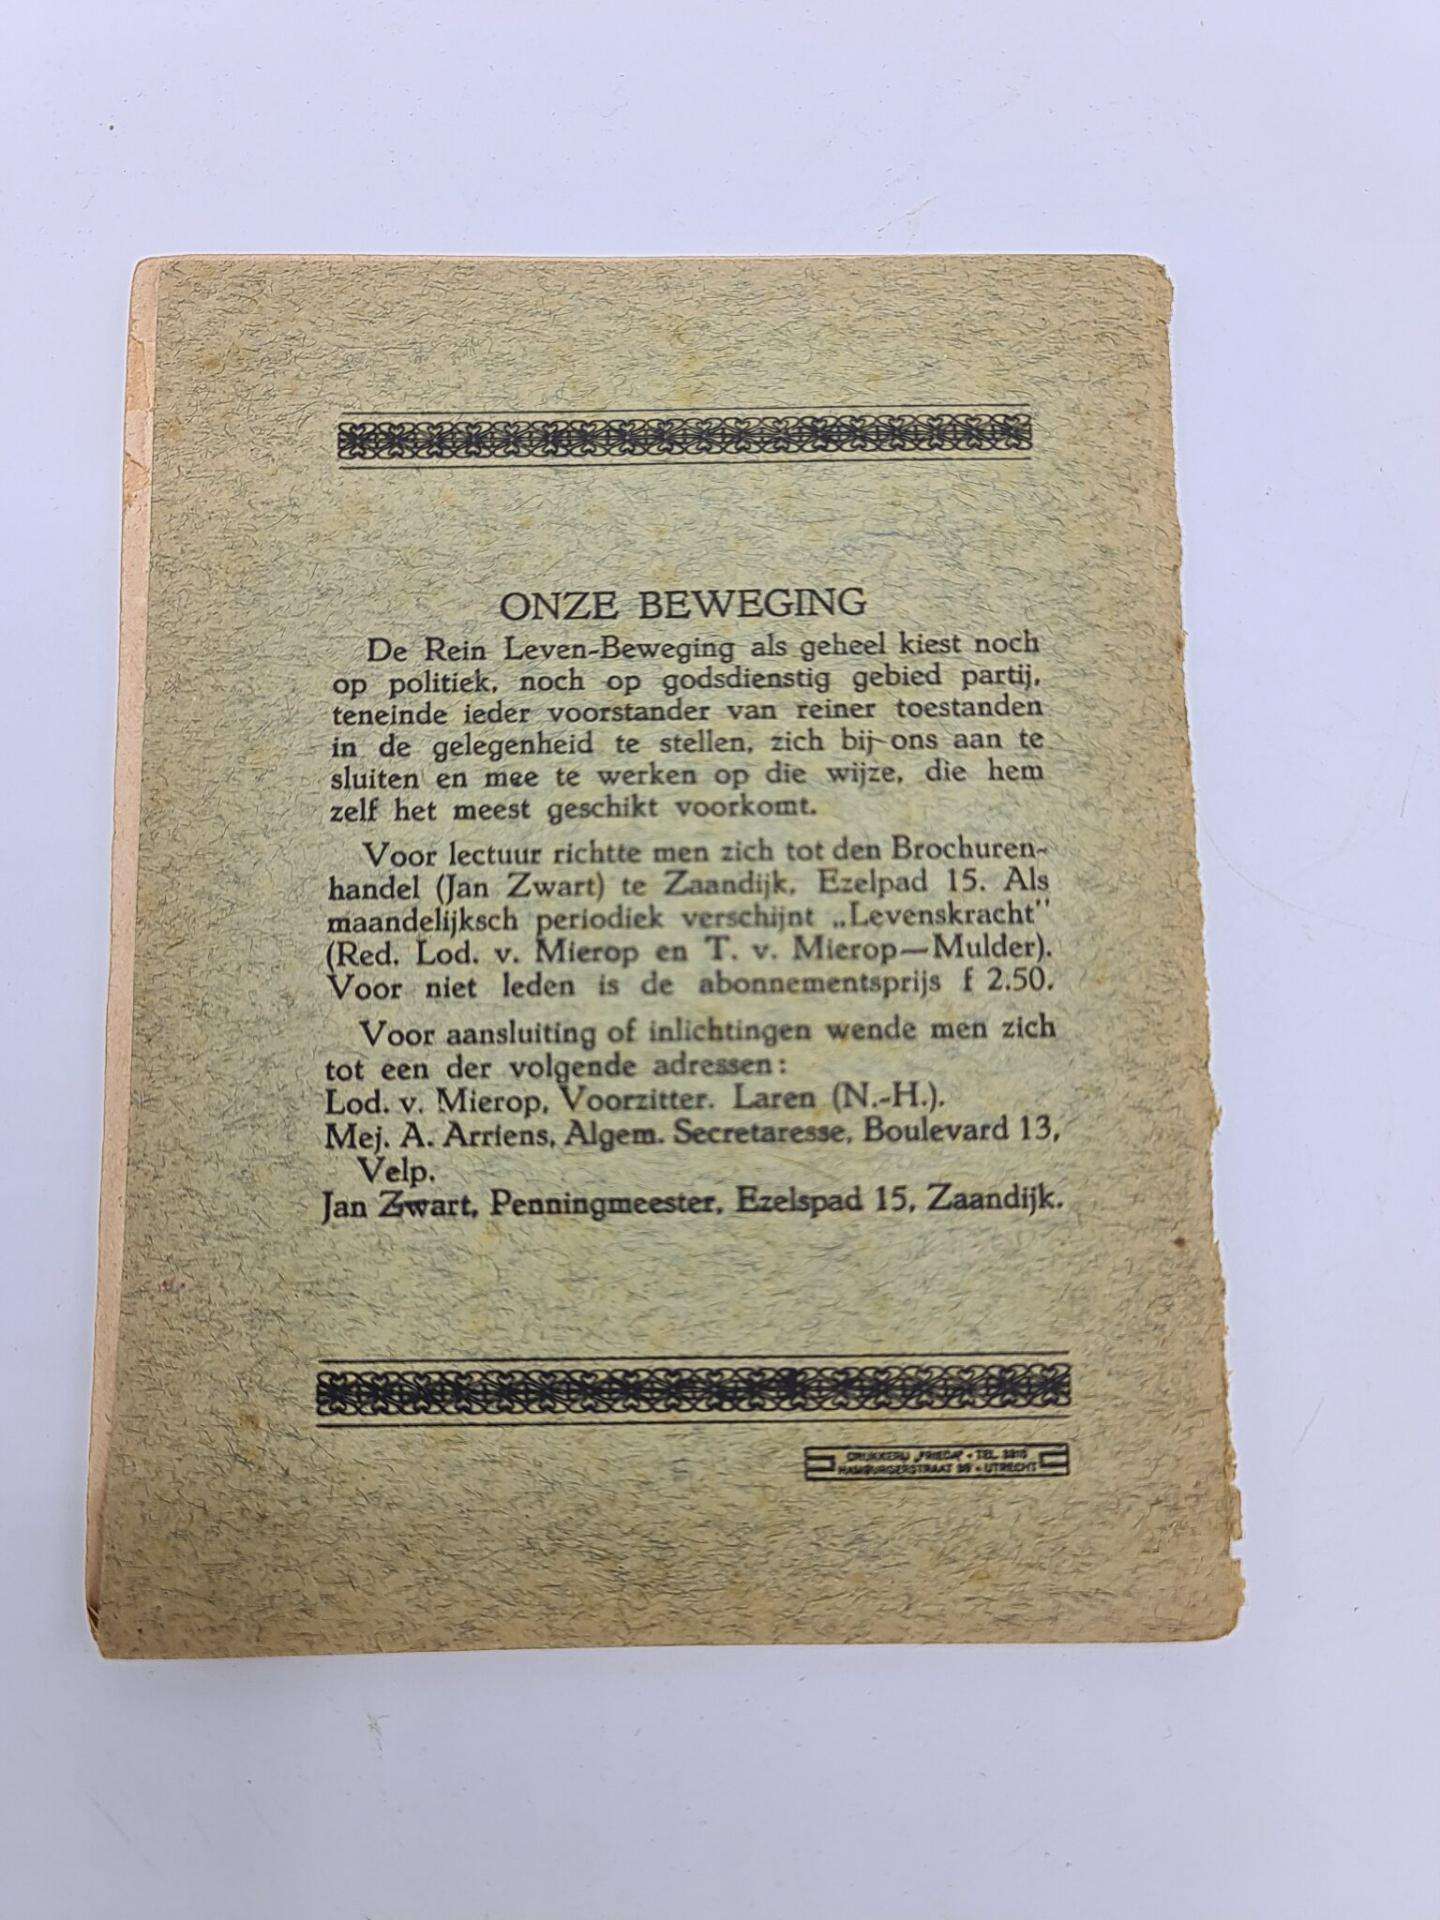 ONZE BEWEGING
De Rein Leven-Beweging als geheel kiest noch
op politiek, noch op godsdienstig gebied partij,
teneinde ieder voorstander van reiner toestanden
in de gelegenheid te stellen, zich bij ons aan te
sluiten en mee te werken op die wijze, die hem
zelf het meest geschikt voorkomt.
Voor lectuur richtte men zich tot den Brochuren-
handel (Jan Zwart) te Zaandijk, Ezelpad 15. Als
maandelijksch periodiek verschijnt „Levenskracht"
(Red. Lod. v. Mierop en T. v. Mierop—Mulder).
Voor niet leden is de abonnementsprijs f 2.50.
Voor aansluiting of inlichtingen wende men zich
tot een der volgende adressen:
Lod. v. Mierop, Voorzitter. Laren (N.-H.).
Mej. A. Arriens, Algem. Secretaresse, Boulevard 13,
Velp.
Jan Zwart, Penningmeester, Ezelspad 15, Zaandijk.
DRUKKERIJ „FRIEDA" - TEL.
HAMBURGERSTRAAT - UTRECHT